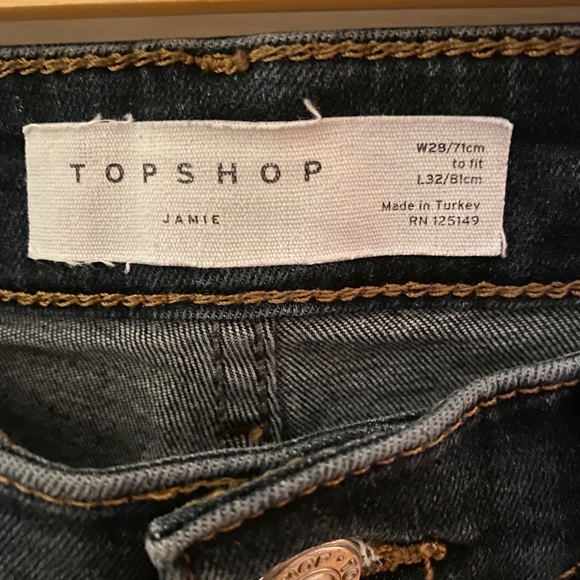 TOPSHOP
JAMIE
W28/71cm
to fit
L32/81cm
Made in Turkey
RN 125149